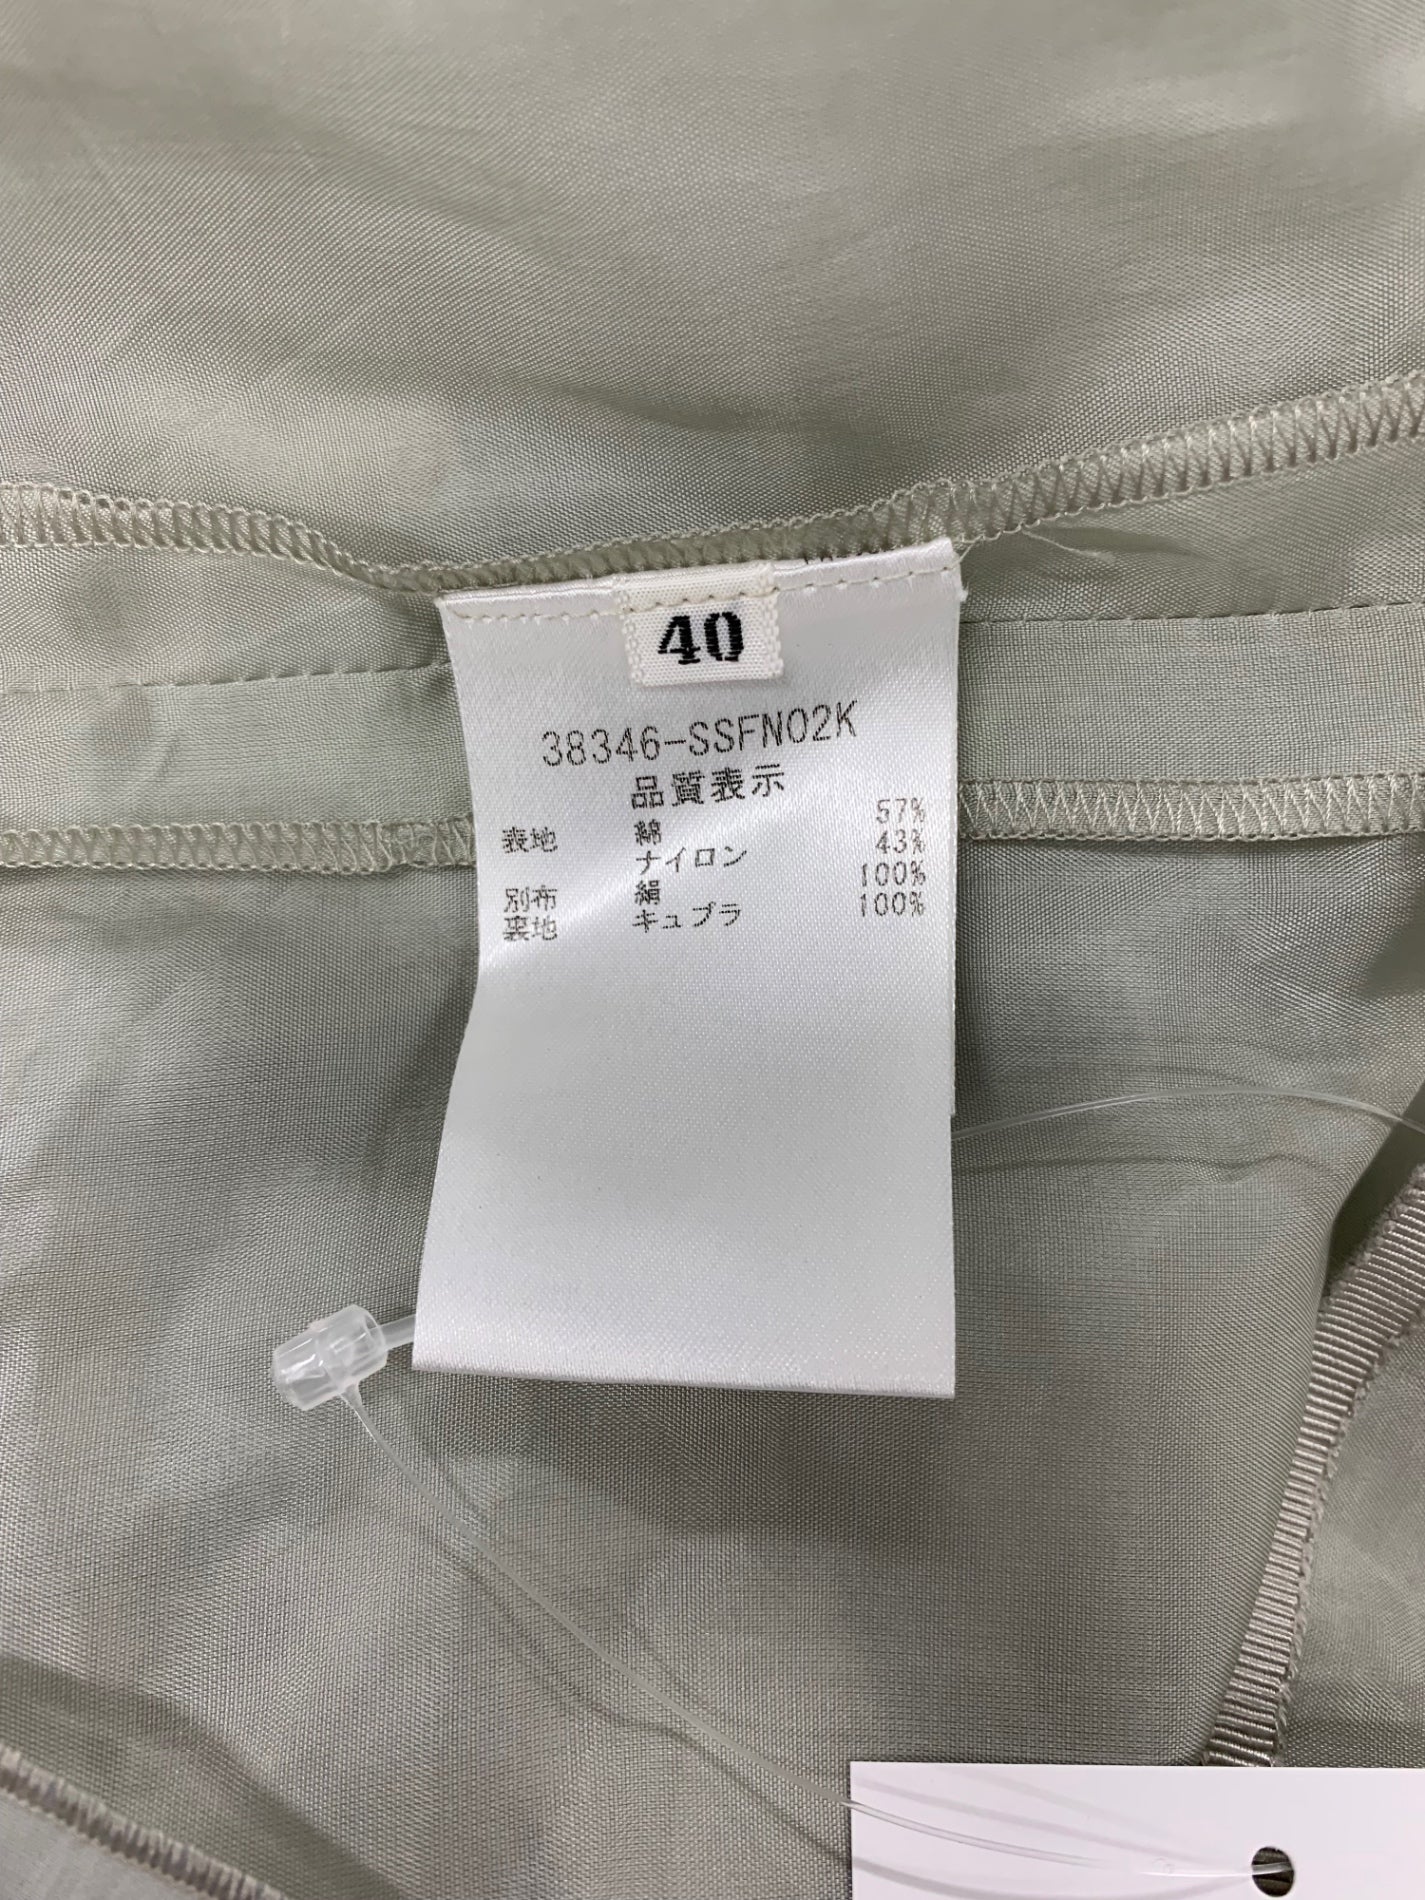 40
38346-SSFN02K
品質表示
表地 綿 57%
ナイロン 43%
別布 絹 100%
裏地 キュプラ 100%